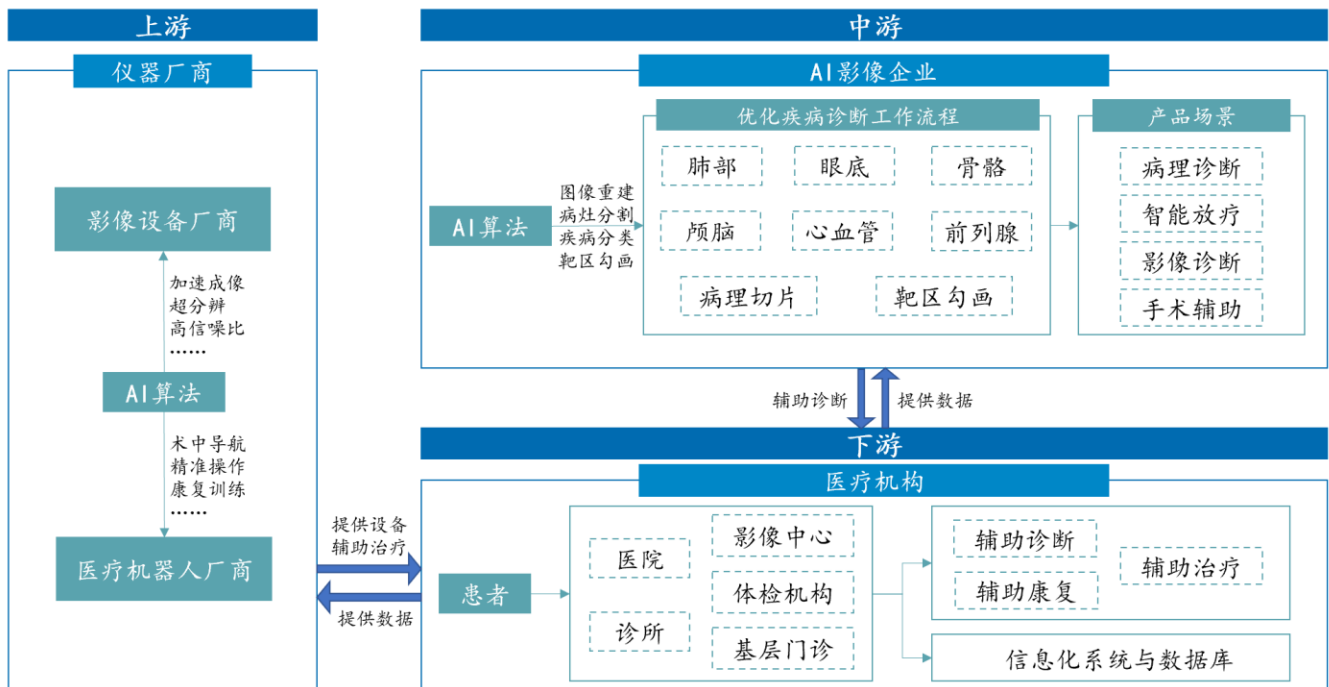 上游
仪器厂商
影像设备厂商
加速成像
超分辨
高信噪比
……
AI算法
术中导航
精准操作
康复训练
……
医疗机器人厂商
提供设备
辅助治疗
提供数据
中游
AI影像企业
AI算法
图像重建
病灶分割
疾病分类
靶区勾画
优化疾病诊断工作流程
肺部
眼底
骨骼
颅脑
心血管
前列腺
病理切片
靶区勾画
产品场景
病理诊断
智能放疗
影像诊断
手术辅助
辅助诊断
提供数据
下游
医疗机构
患者
医院
诊所
影像中心
体检机构
基层门诊
辅助诊断
辅助康复
辅助治疗
信息化系统与数据库